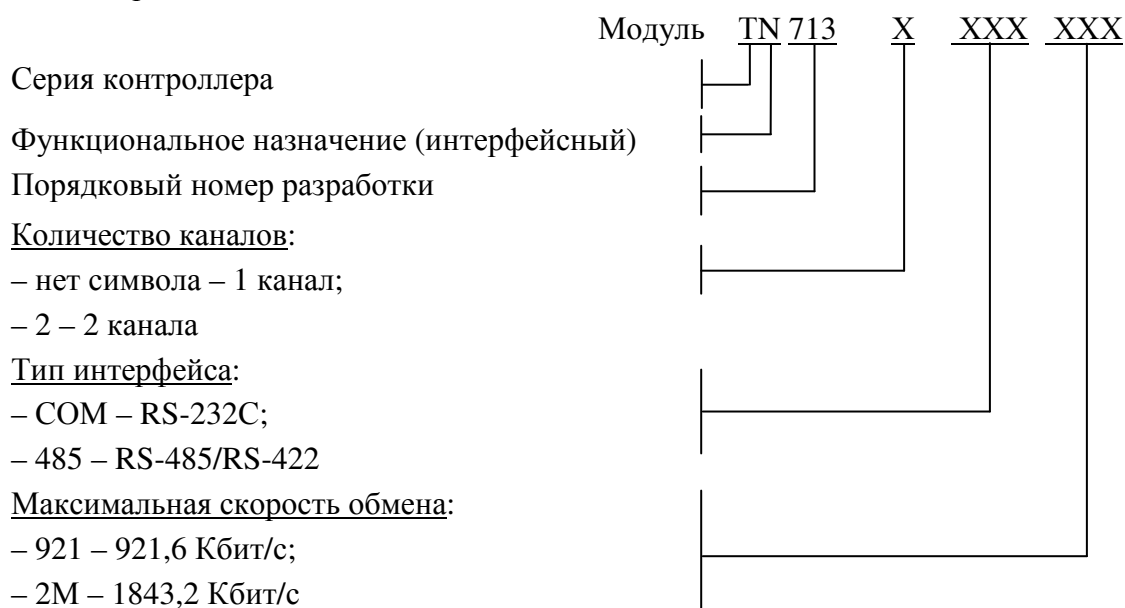 Модуль TN 713 X XXX XXX
Серия контроллера
Функциональное назначение (интерфейсный)
Порядковый номер разработки
Количество каналов:
– нет символа – 1 канал;
– 2 – 2 канала
Тип интерфейса:
– COM – RS-232C;
– 485 – RS-485/RS-422
Максимальная скорость обмена:
– 921 – 921,6 Кбит/с;
– 2M – 1843,2 Кбит/с